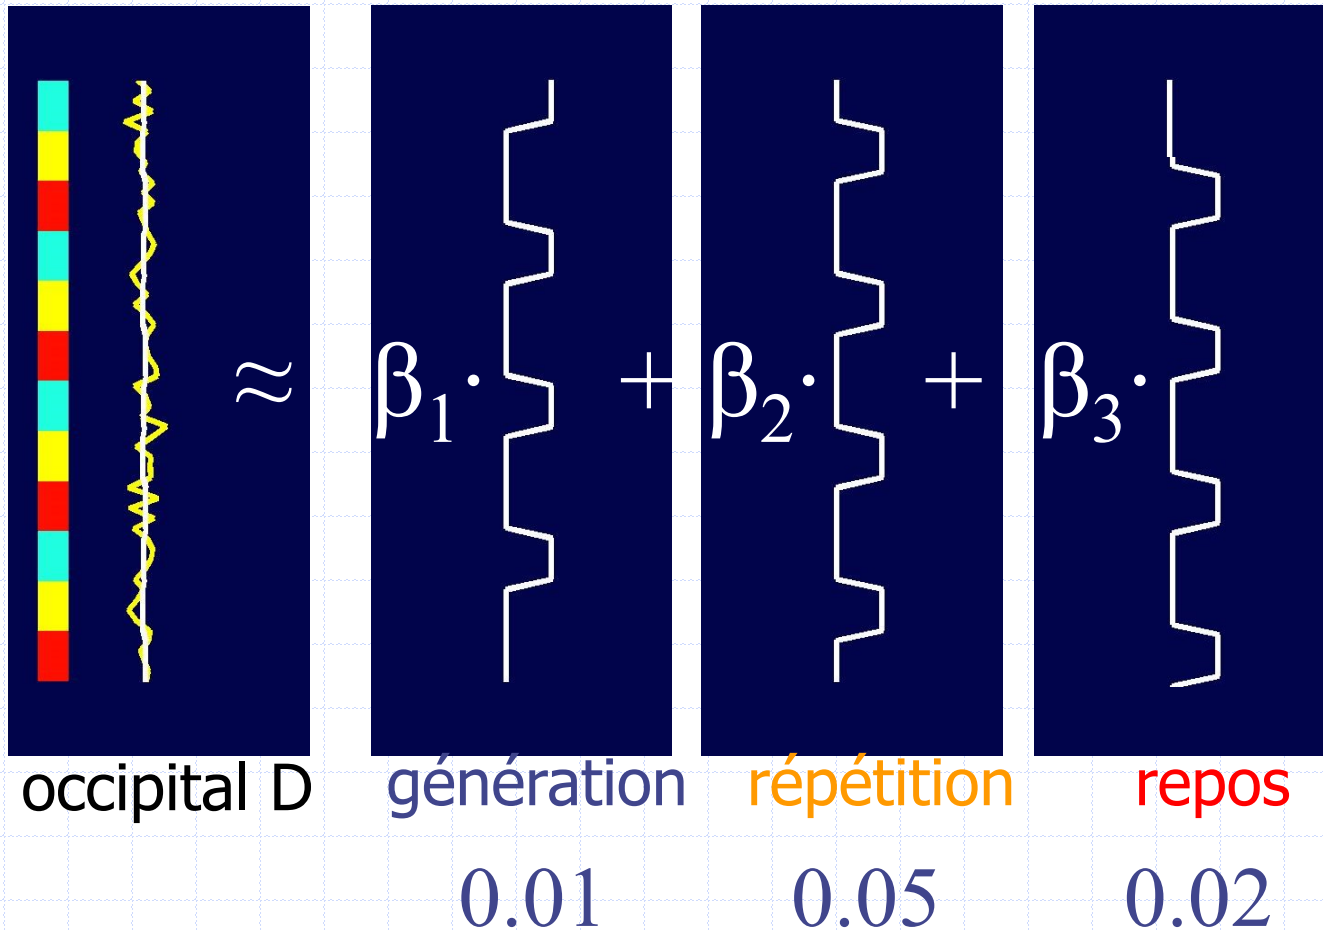 ≈ β₁· + β₂· + β₃·
occipital D génération répétition repos
0.01 0.05 0.02